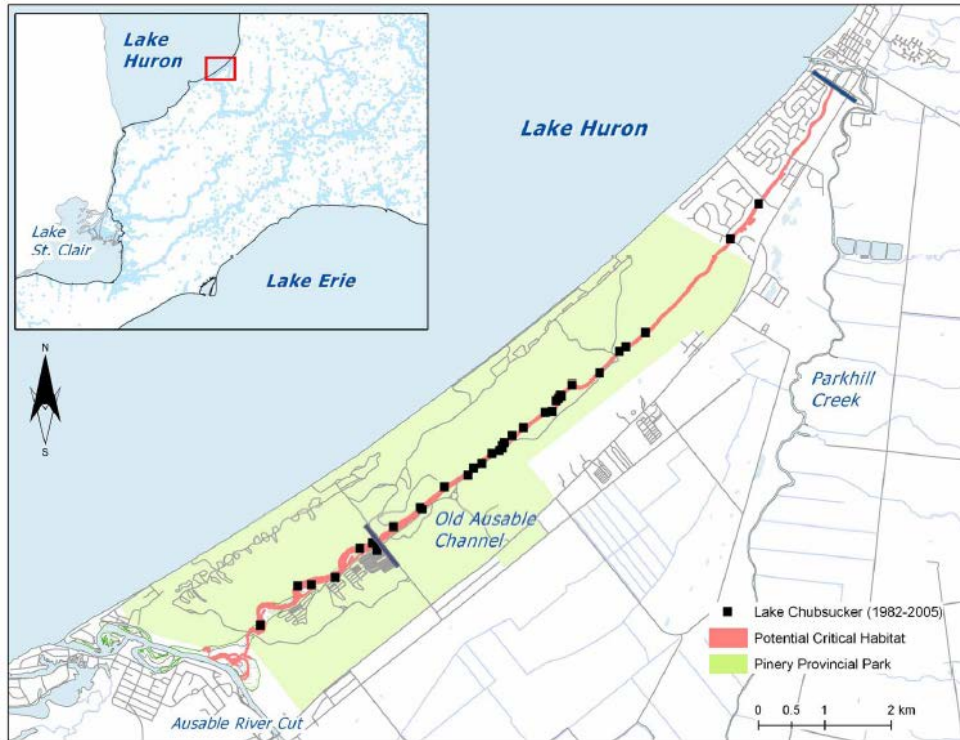 Lake
Huron
Lake
St. Clair
Lake Erie
Lake Huron
N
S
Parkhill
Creek
Old Ausable
Channel
Ausable River Cut
Lake Chubsucker (1982-2005)
Potential Critical Habitat
Pinery Provincial Park
0 0.5 1 2 km